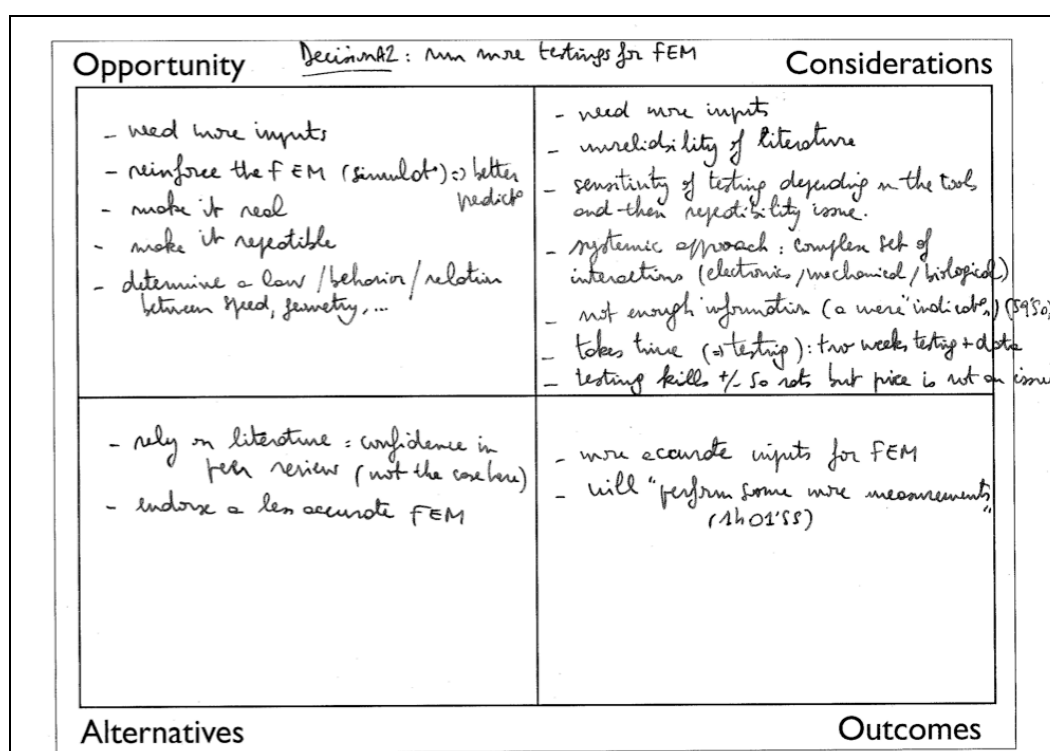 Opportunity
Decision A2 : run more testings for FEM
Considerations
- need more inputs
- reinforce the FEM (simulat°) => better
predict°
- make it real
- make it repetible
- determine a law / behavior / relation
between speed, geometry, ...
- need more inputs
- unreliability of literature
- sensitivity of testing depending on the tools
and then repetibility issue.
- systemic approach : complex set of
interactions (electronics / mechanical / biological)
- not enough information (a mere "indicat°") (59'50)
- takes time (=> testing) : two weeks testing + data
- testing kills +/- 50 rats but price is not an issue
- rely on literature = confidence in
peer review (not the case here)
- endorse a less accurate FEM
- more accurate inputs for FEM
- will "perform some more measurements"
(1h01'55)
Alternatives
Outcomes